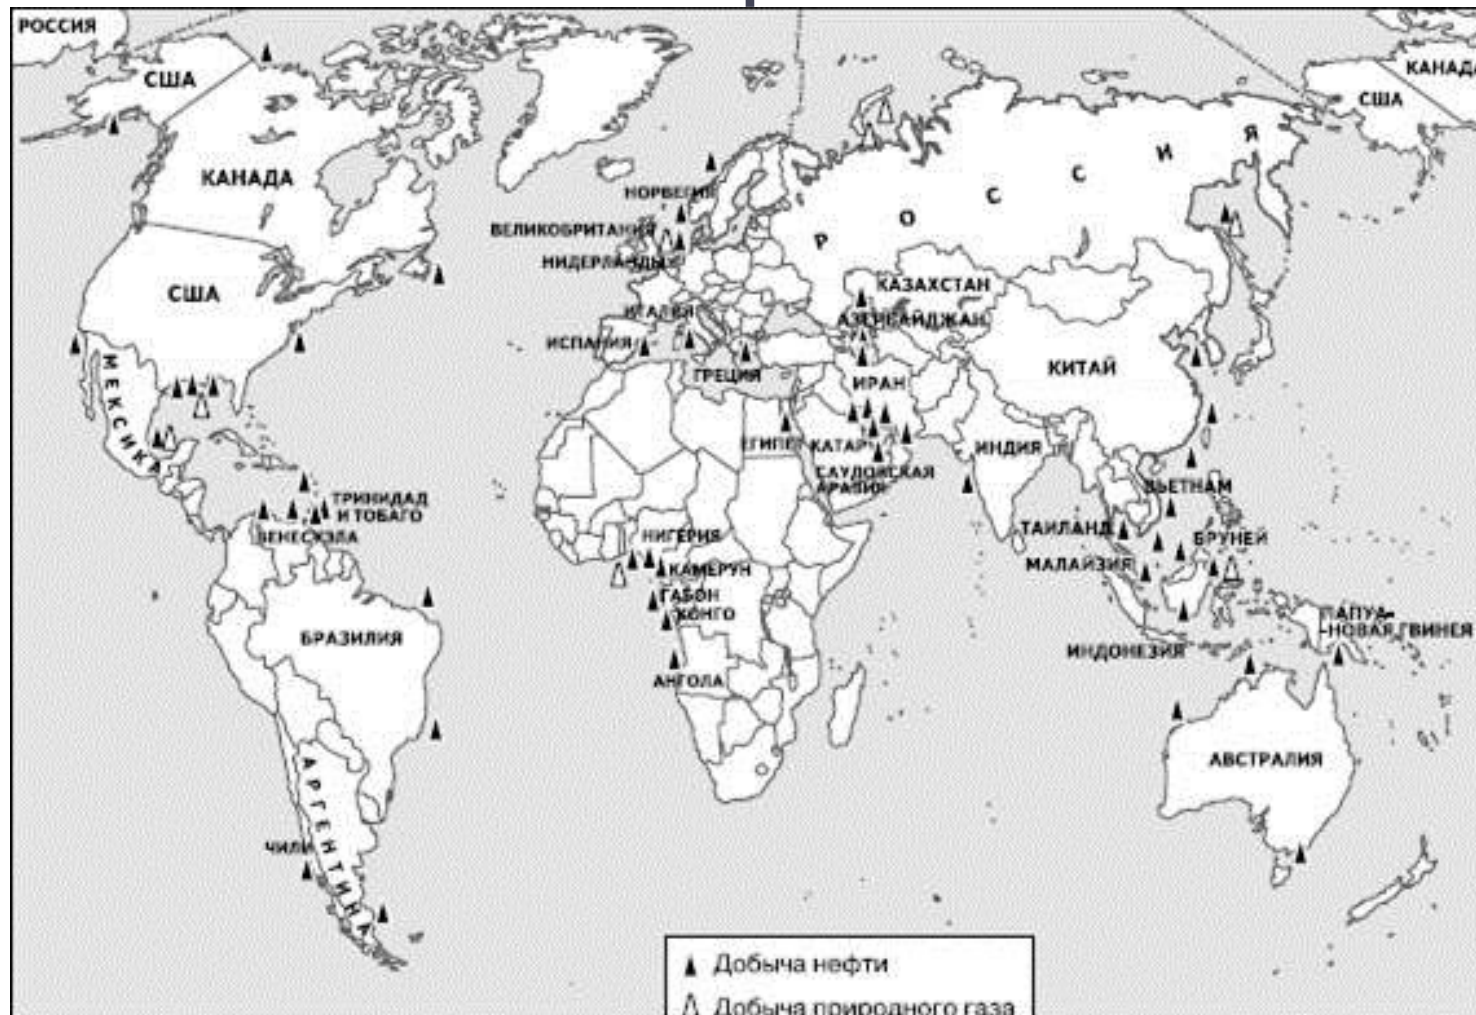 РОССИЯ
США
КАНАДА
США
МЕКСИКА
ТРИНИДАД
И ТОБАГО
ВЕНЕСУЭЛА
БРАЗИЛИЯ
ЧИЛИ
АРГЕНТИНА
НОРВЕГИЯ
ВЕЛИКОБРИТАНИЯ
НИДЕРЛАНДЫ
ИТАЛИЯ
ИСПАНИЯ
ГРЕЦИЯ
ЕГИПЕТ
НИГЕРИЯ
КАМЕРУН
ГАБОН
КОНГО
АНГОЛА
РОССИЯ
КАЗАХСТАН
АЗЕРБАЙДЖАН
ИРАН
КАТАР
САУДОВСКАЯ
АРАВИЯ
КИТАЙ
ИНДИЯ
ВЬЕТНАМ
ТАИЛАНД
БРУНЕЙ
МАЛАЙЗИЯ
ИНДОНЕЗИЯ
ПАПУА-
-НОВАЯ ГВИНЕЯ
АВСТРАЛИЯ
КАНАДА
США
Добыча нефти
Добыча природного газа